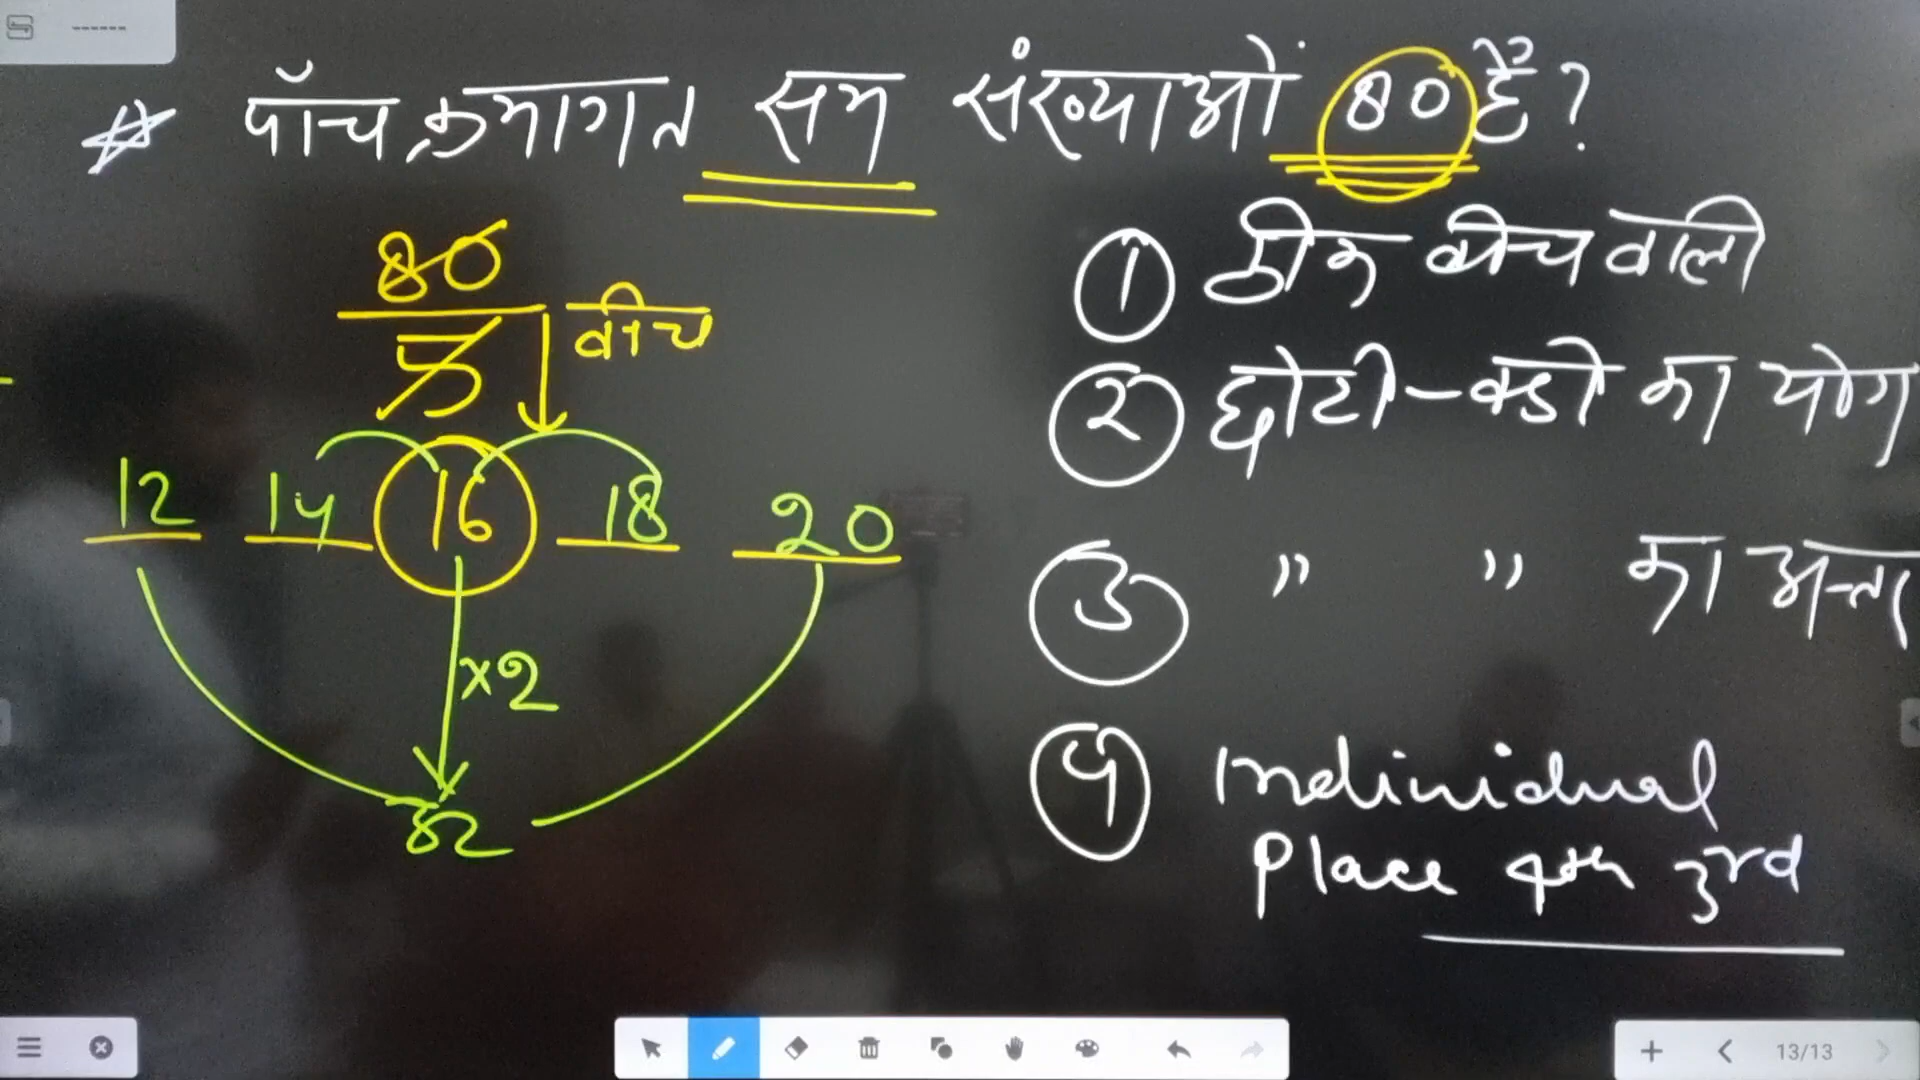 ------
पाँच क्रमागत सम संख्याओं 80 है ?
80
5
बीच
12 14 16 18 20
×2
32
① ठीक बीच वाली
② छोटी - बड़ी का योग
③ " " का अन्तर
④ Individual
Place 4th 3rd
13/13